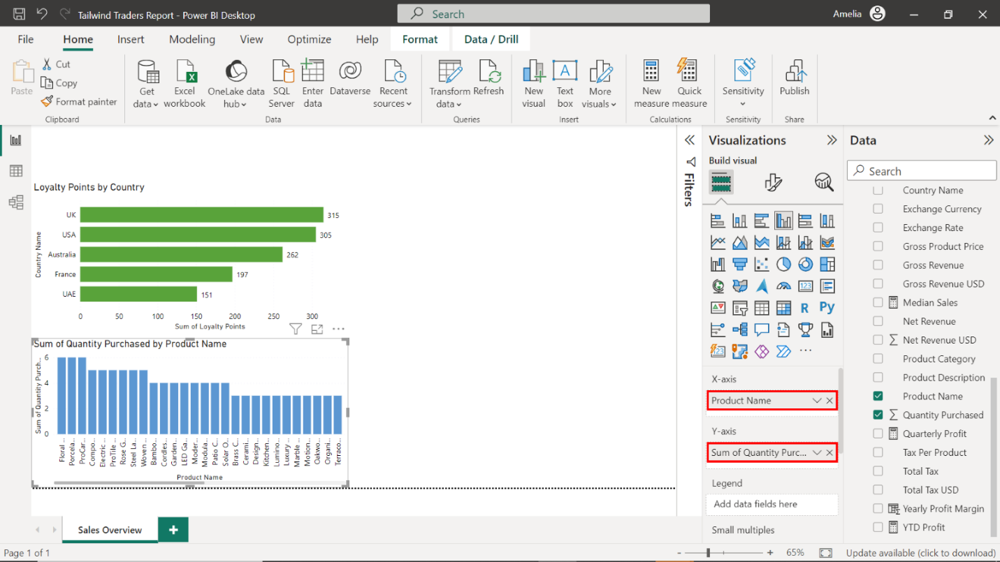 Tailwind Traders Report - Power BI Desktop
Search
Amelia
File Home Insert Modeling View Optimize Help Format Data / Drill
Paste
Cut
Copy
Format painter
Clipboard
Get
data
Excel
workbook
OneLake data
hub
SQL
Server
Enter
data
Dataverse
Recent
sources
Data
Transform
data
Refresh
Queries
New
visual
Text
box
More
visuals
Insert
New
measure
Quick
measure
Calculations
Sensitivity
Sensitivity
Publish
Share
Loyalty Points by Country
Country Name
UK 315
USA 305
Australia 262
France 197
UAE 151
0 50 100 150 200 250 300
Sum of Loyalty Points
Sum of Quantity Purchased by Product Name
Sum of Quantity Purch...
6
4
2
0
Floral ...
Porcela...
ProCar...
Compo...
Electric ...
ProTile ...
Rose G...
Steel La...
Woven ...
Bambo...
Cordles...
Garden...
LED Ga...
Moder...
Modula...
Patio C...
Solar O...
Brass C...
Cerami...
Design...
Kitchen...
Lumino...
Luxury ...
Marble ...
Motion...
Oakwo...
Organi...
Terraco...
Product Name
Filters
Visualizations
Build visual
123
R
Py
123
X-axis
Product Name
Y-axis
Sum of Quantity Purc...
Legend
Add data fields here
Small multiples
Data
Search
Country Name
Exchange Currency
Exchange Rate
Gross Product Price
Gross Revenue
Gross Revenue USD
Median Sales
Net Revenue
Net Revenue USD
Product Category
Product Description
Product Name
Quantity Purchased
Quarterly Profit
Tax Per Product
Total Tax
Total Tax USD
Yearly Profit Margin
YTD Profit
Sales Overview
Page 1 of 1
- + 65%
Update available (click to download)